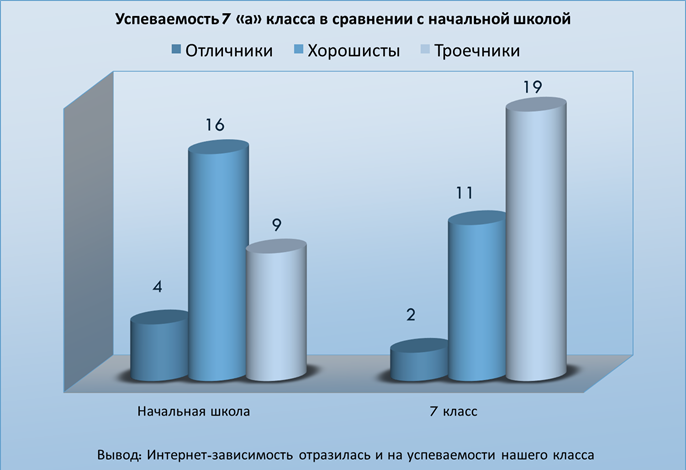 Успеваемость 7 «а» класса в сравнении с начальной школой
Отличники Хорошисты Троечники
19
16
11
9
4
2
Начальная школа 7 класс
Вывод: Интернет-зависимость отразилась и на успеваемости нашего класса